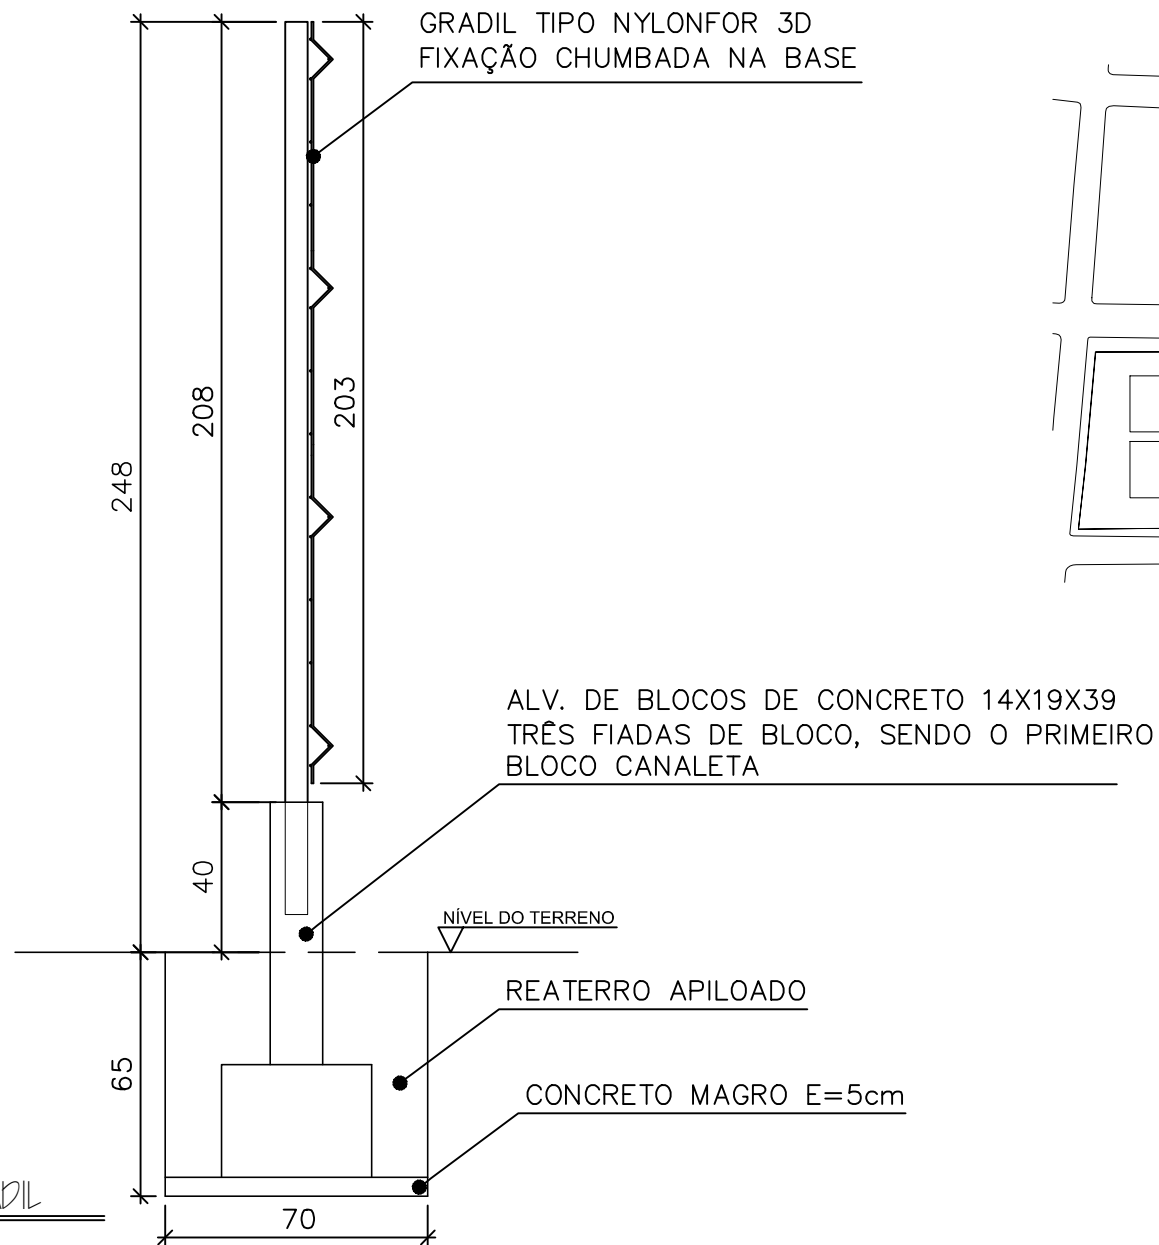 GRADIL TIPO NYLONFOR 3D
FIXAÇÃO CHUMBADA NA BASE
208
203
248
ALV. DE BLOCOS DE CONCRETO 14X19X39
TRÊS FIADAS DE BLOCO, SENDO O PRIMEIRO
BLOCO CANALETA
40
NÍVEL DO TERRENO
REATERRO APILOADO
65
CONCRETO MAGRO E=5cm
70